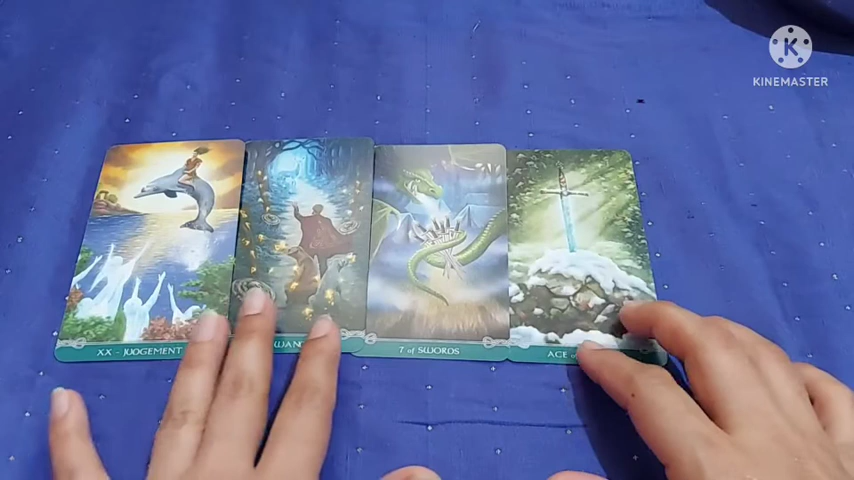 K
KINEMASTER
XX - JUDGEMENT
WAN
7 of SWORDS
ACE